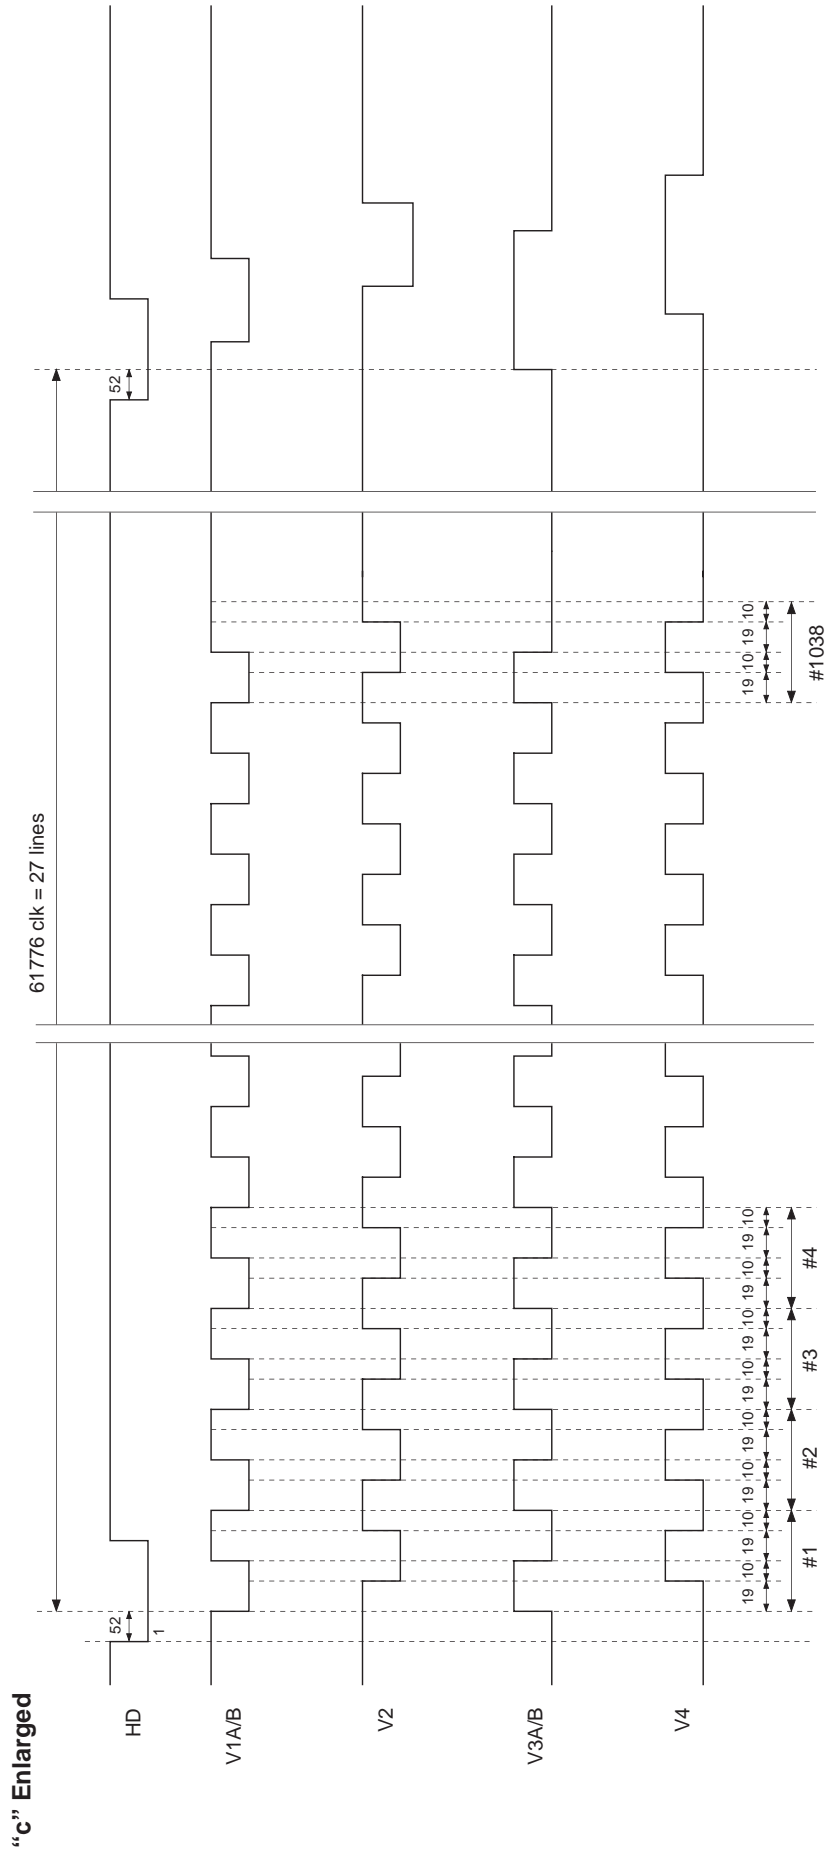 “c” Enlarged
61776 clk = 27 lines
HD
52
1
52
V1A/B
V2
V3A/B
V4
19 10 19 10 19 10 19 10 19 10 19 10 19 10 19 10 19 10 19 10
#1 #2 #3 #4 #1038